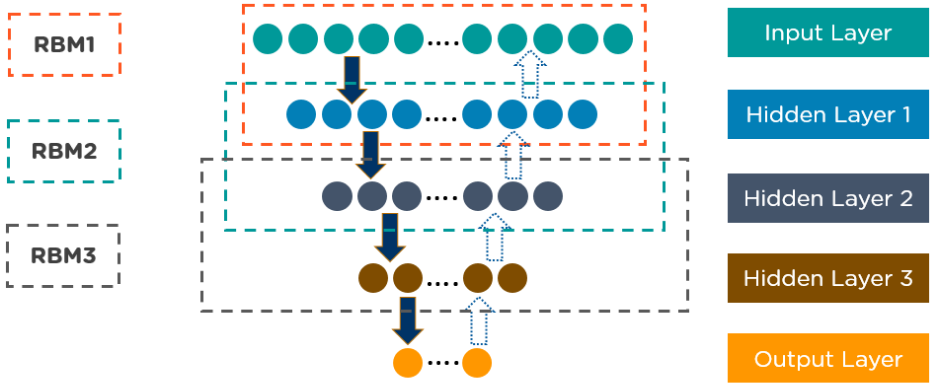 RBM1
Input Layer
Hidden Layer 1
RBM2
Hidden Layer 2
RBM3
Hidden Layer 3
Output Layer